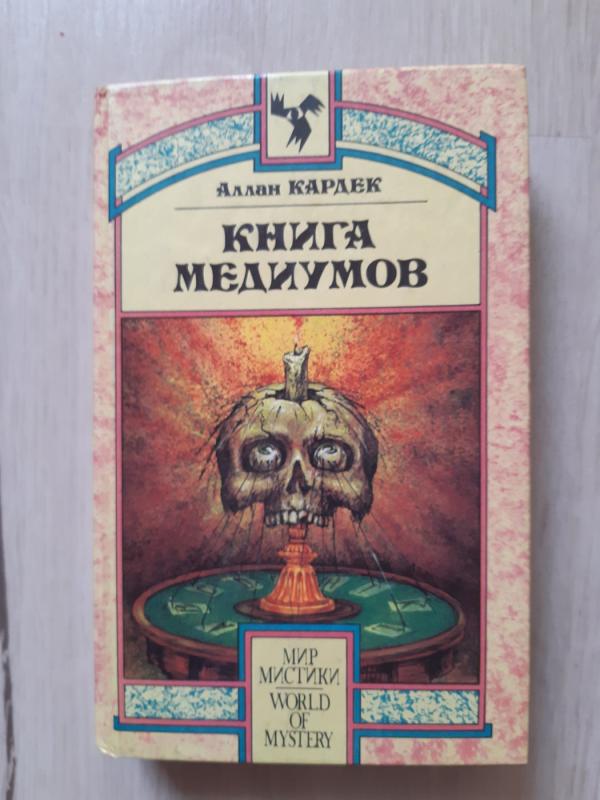 Аллан КАРДЕК
КНИГА
МЕДИУМОВ
МИР
МИСТИКИ
WORLD
OF
MYSTERY